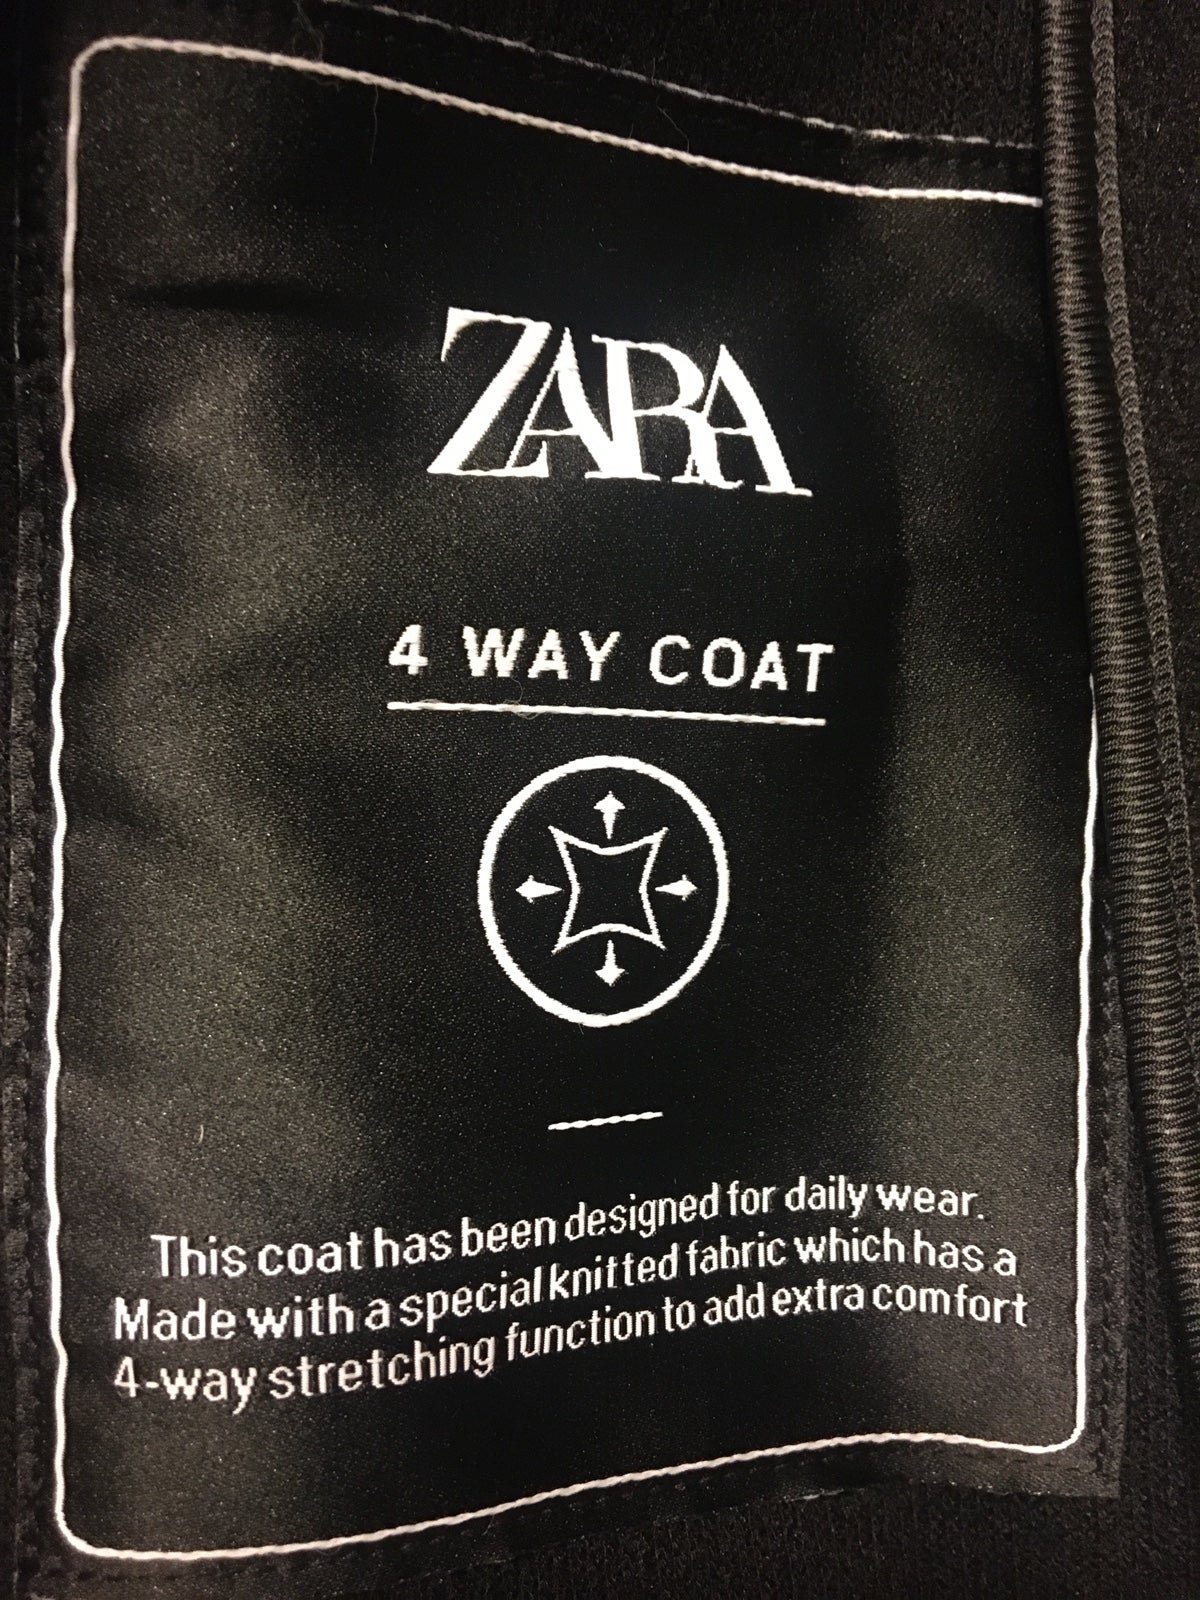 ZARA
4 WAY COAT
This coat has been designed for daily wear.
Made with a special knitted fabric which has a
4-way stretching function to add extra comfort